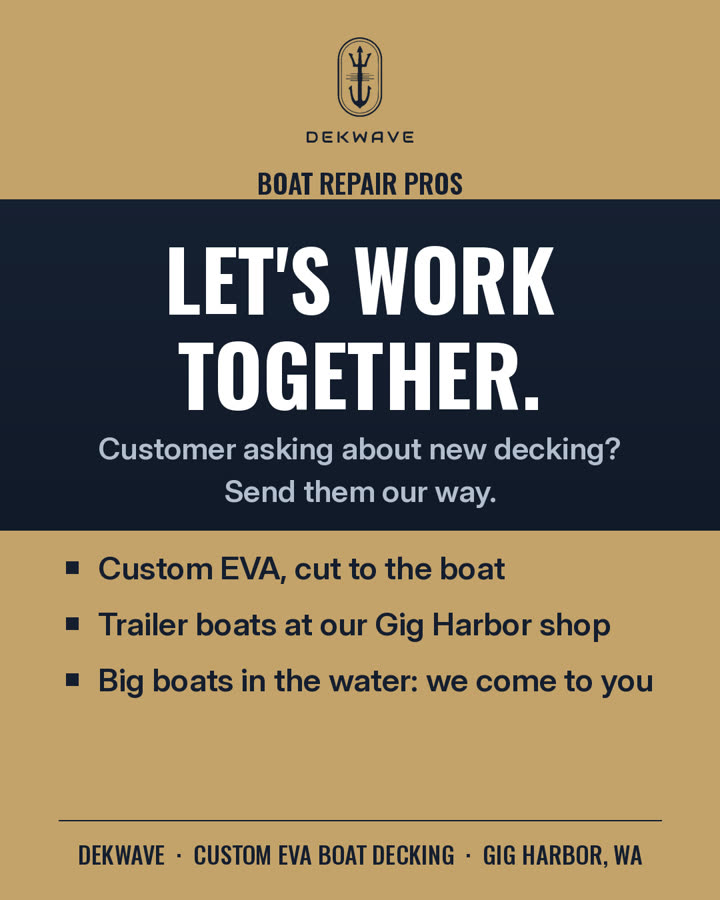 DEKWAVE
BOAT REPAIR PROS
LET'S WORK
TOGETHER.
Customer asking about new decking?
Send them our way.
■ Custom EVA, cut to the boat
■ Trailer boats at our Gig Harbor shop
■ Big boats in the water: we come to you
DEKWAVE · CUSTOM EVA BOAT DECKING · GIG HARBOR, WA